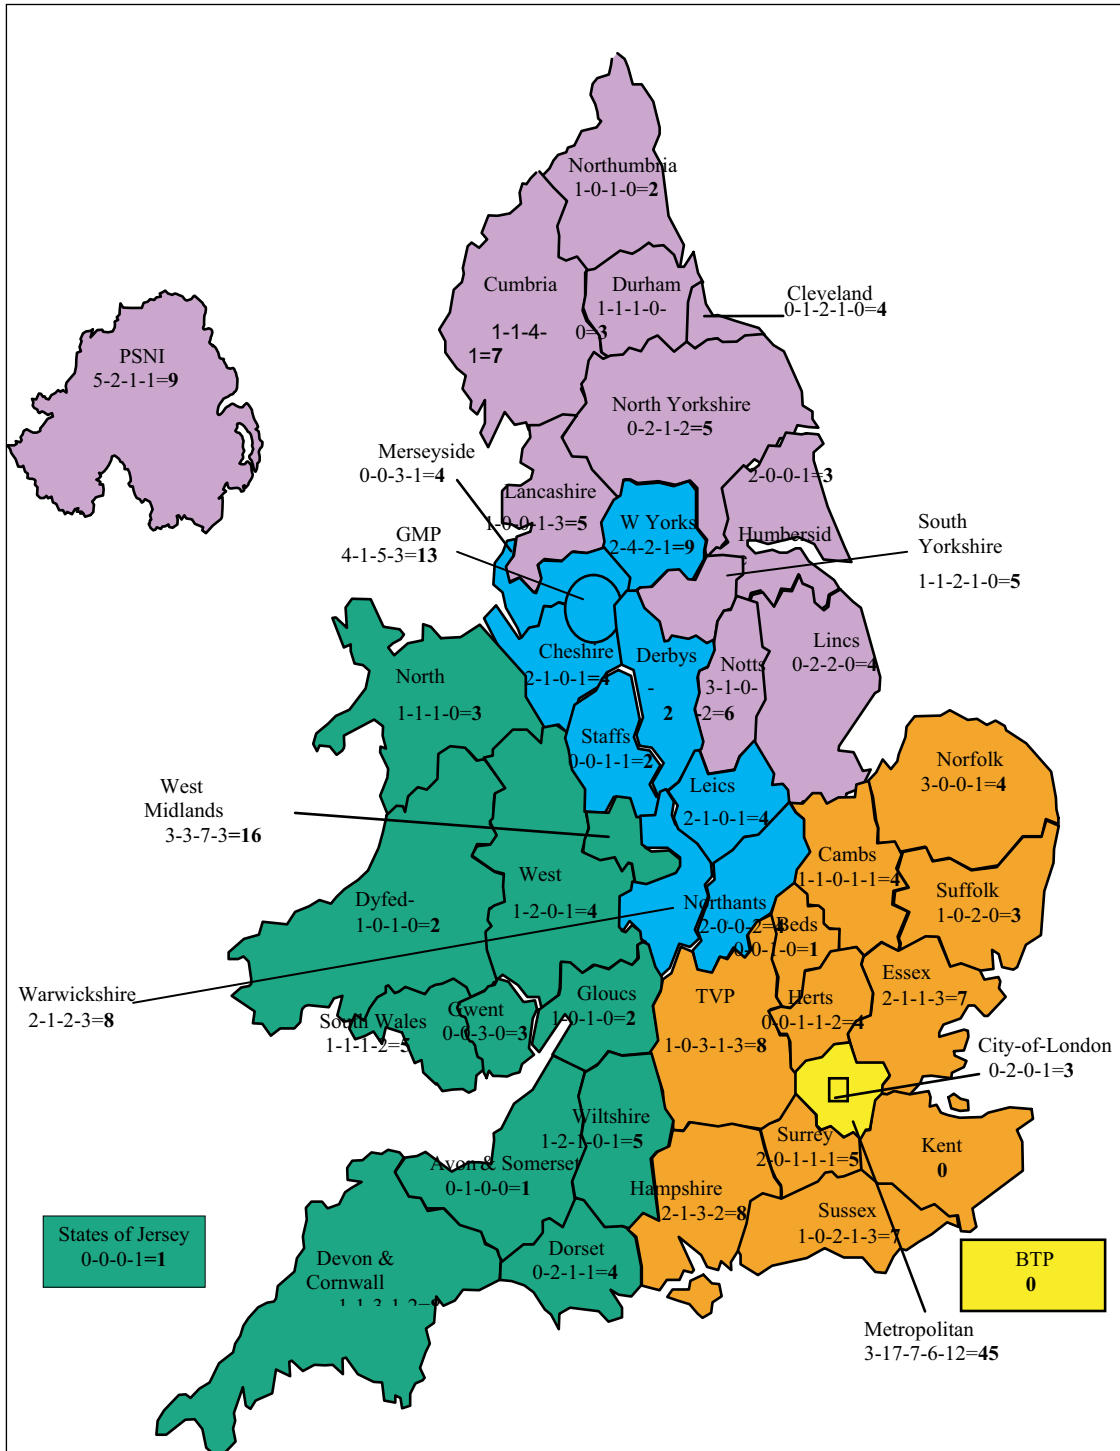 Northumbria
1-0-1-0=2
Cumbria
1-1-4-
1=7
Durham
1-1-1-0-
0=3
Cleveland
0-1-2-1-0=4
PSNI
5-2-1-1=9
North Yorkshire
0-2-1-2=5
Merseyside
0-0-3-1=4
Lancashire
1-0-0-1-3=5
2-0-0-1=3
Humbersid
GMP
4-1-5-3=13
W Yorks
2-4-2-1=9
South
Yorkshire
1-1-2-1-0=5
Cheshire
2-1-0-1=4
Derbys
-
2
Notts
3-1-0-
-2=6
Lincs
0-2-2-0=4
North
1-1-1-0=3
Staffs
0-0-1-1=2
Leics
2-1-0-1=4
Norfolk
3-0-0-1=4
West
Midlands
3-3-7-3=16
West
1-2-0-1=4
Cambs
1-1-0-1-1=4
Suffolk
1-0-2-0=3
Dyfed-
1-0-1-0=2
Northants
2-0-0-2=4
Beds
0-0-1-0=1
Essex
2-1-1-3=7
Warwickshire
2-1-2-3=8
South Wales
1-1-1-2=5
Gwent
0-0-3-0=3
Gloucs
1-0-1-0=2
TVP
1-0-3-1-3=8
Herts
0-0-1-1-2=4
City-of-London
0-2-0-1=3
Wiltshire
1-2-1-0-1=5
Avon & Somerset
0-1-0-0=1
Surrey
2-0-1-1-1=5
Kent
0
Hampshire
2-1-3-2=8
Sussex
1-0-2-1-3=7
States of Jersey
0-0-0-1=1
Devon &
Cornwall
1-1-3-1-2=8
Dorset
0-2-1-1=4
BTP
0
Metropolitan
3-17-7-6-12=45